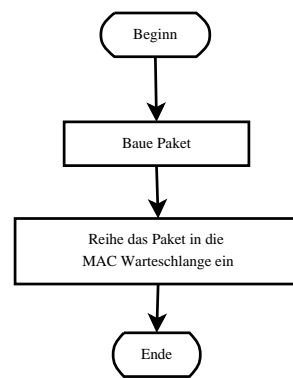 Beginn
Baue Paket
Reihe das Paket in die
MAC Warteschlange ein
Ende